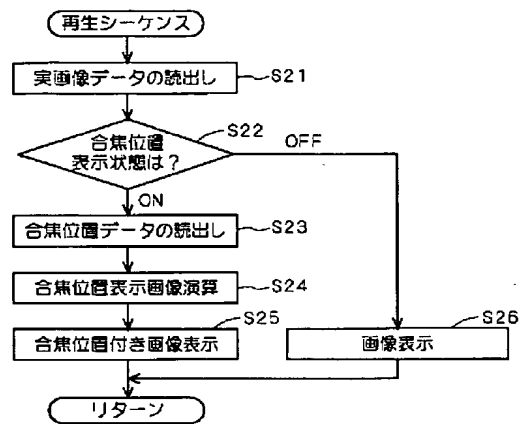 再生シーケンス
実画像データの読出し
S21
合焦位置
表示状態は？
S22
OFF
ON
合焦位置データの読出し
S23
合焦位置表示画像演算
S24
合焦位置付き画像表示
S25
画像表示
S26
リターン